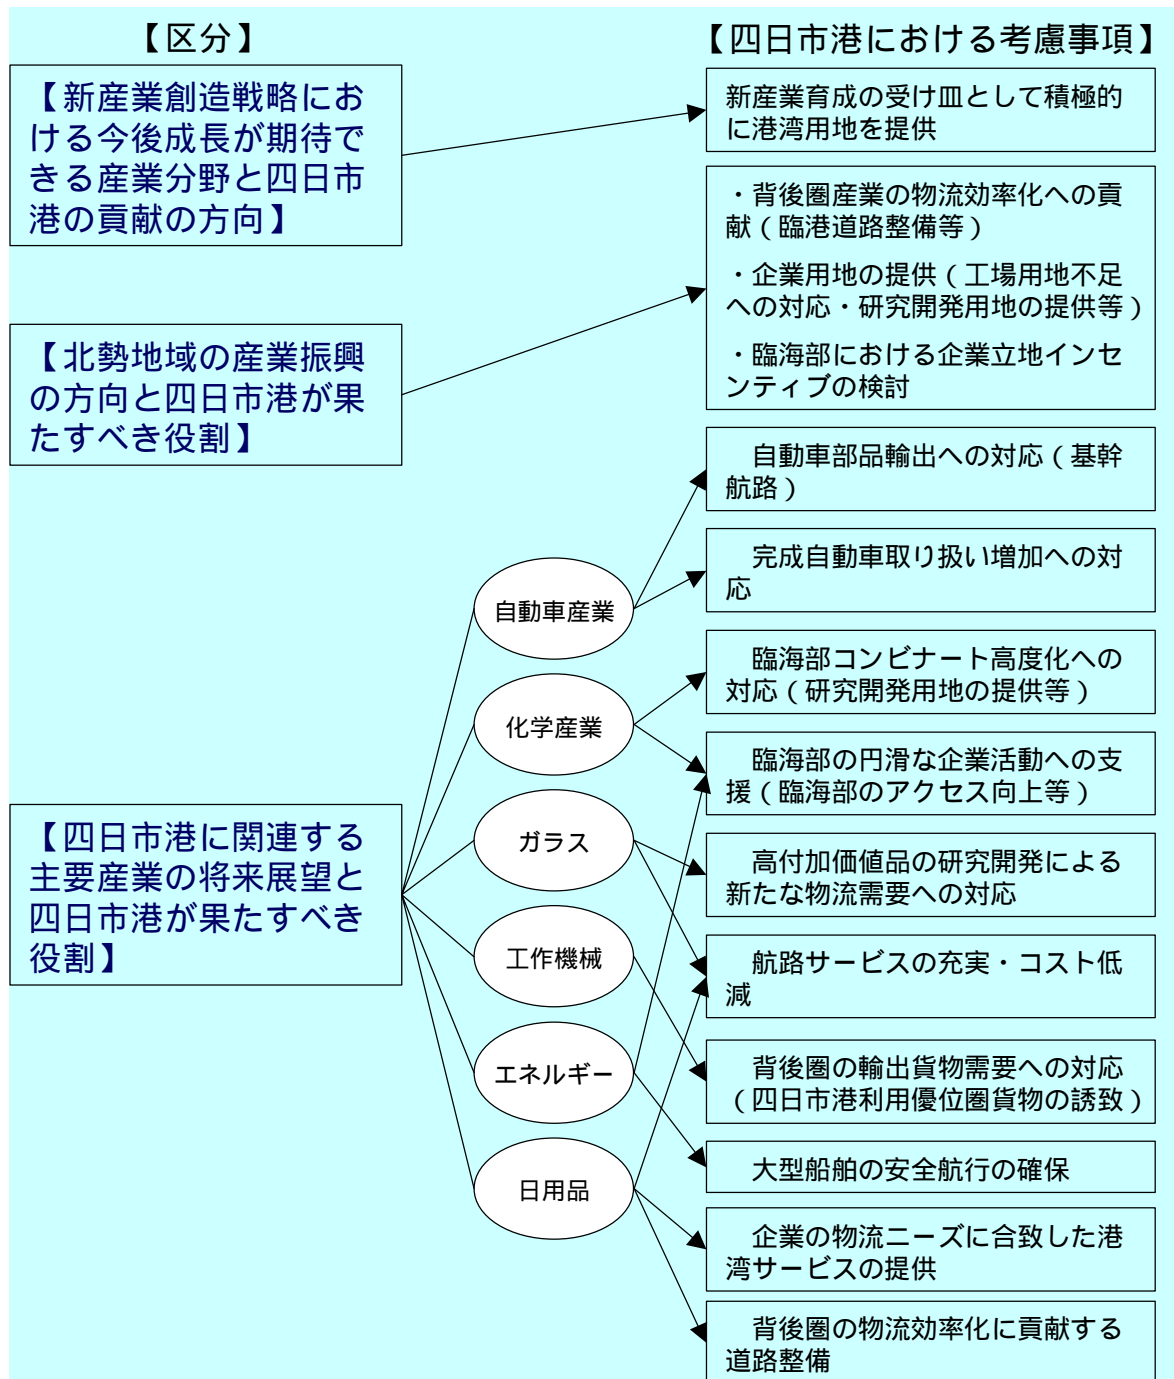 【区分】
【四日市港における考慮事項】
【新産業創造戦略にお
ける今後成長が期待で
きる産業分野と四日市
港の貢献の方向】
新産業育成の受け皿として積極的
に港湾用地を提供
・背後圏産業の物流効率化への貢
献（臨港道路整備等）
・企業用地の提供（工場用地不足
への対応・研究開発用地の提供等）
・臨海部における企業立地インセ
ンティブの検討
【北勢地域の産業振興
の方向と四日市港が果
たすべき役割】
【四日市港に関連する
主要産業の将来展望と
四日市港が果たすべき
役割】
自動車産業
化学産業
ガラス
工作機械
エネルギー
日用品
自動車部品輸出への対応（基幹
航路）
完成自動車取り扱い増加への対
応
臨海部コンビナート高度化への
対応（研究開発用地の提供等）
臨海部の円滑な企業活動への支
援（臨海部のアクセス向上等）
高付加価値品の研究開発による
新たな物流需要への対応
航路サービスの充実・コスト低
減
背後圏の輸出貨物需要への対応
（四日市港利用優位圏貨物の誘致）
大型船舶の安全航行の確保
企業の物流ニーズに合致した港
湾サービスの提供
背後圏の物流効率化に貢献する
道路整備